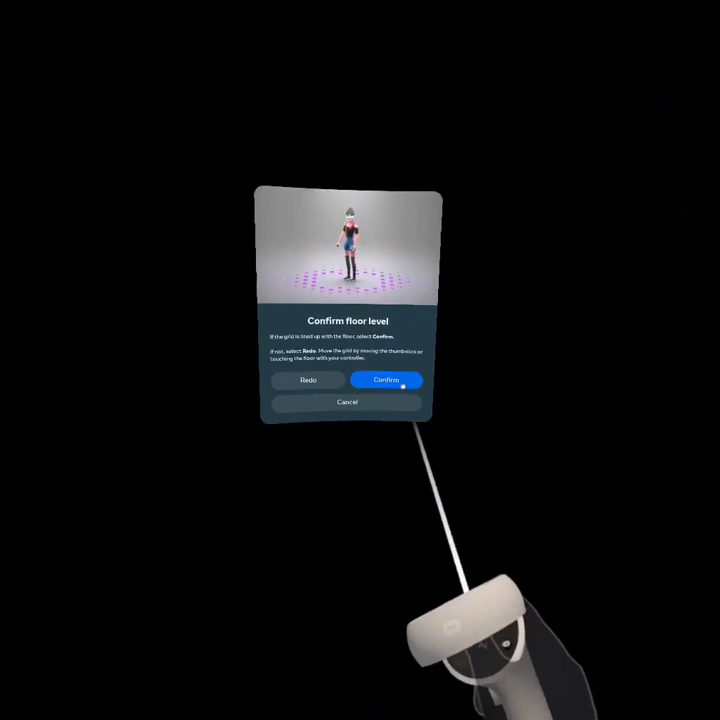 Confirm floor level
If the grid is lined up with the floor, select Confirm.
If not, select Redo. Move the grid by moving the thumbstick or
touching the floor with your controller.
Redo
Confirm
Cancel